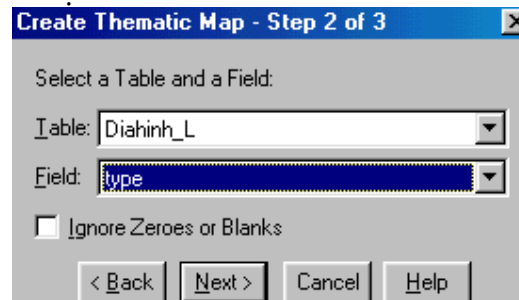 Create Thematic Map - Step 2 of 3
Select a Table and a Field:
Table: Diahinh_L
Field: type
Ignore Zeroes or Blanks
< Back Next > Cancel Help